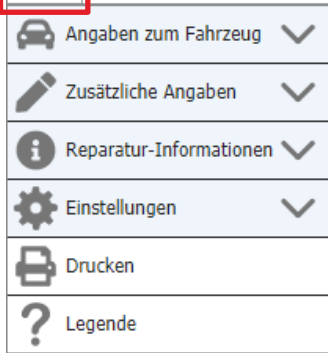 Angaben zum Fahrzeug
Zusätzliche Angaben
Reparatur-Informationen
Einstellungen
Drucken
Legende